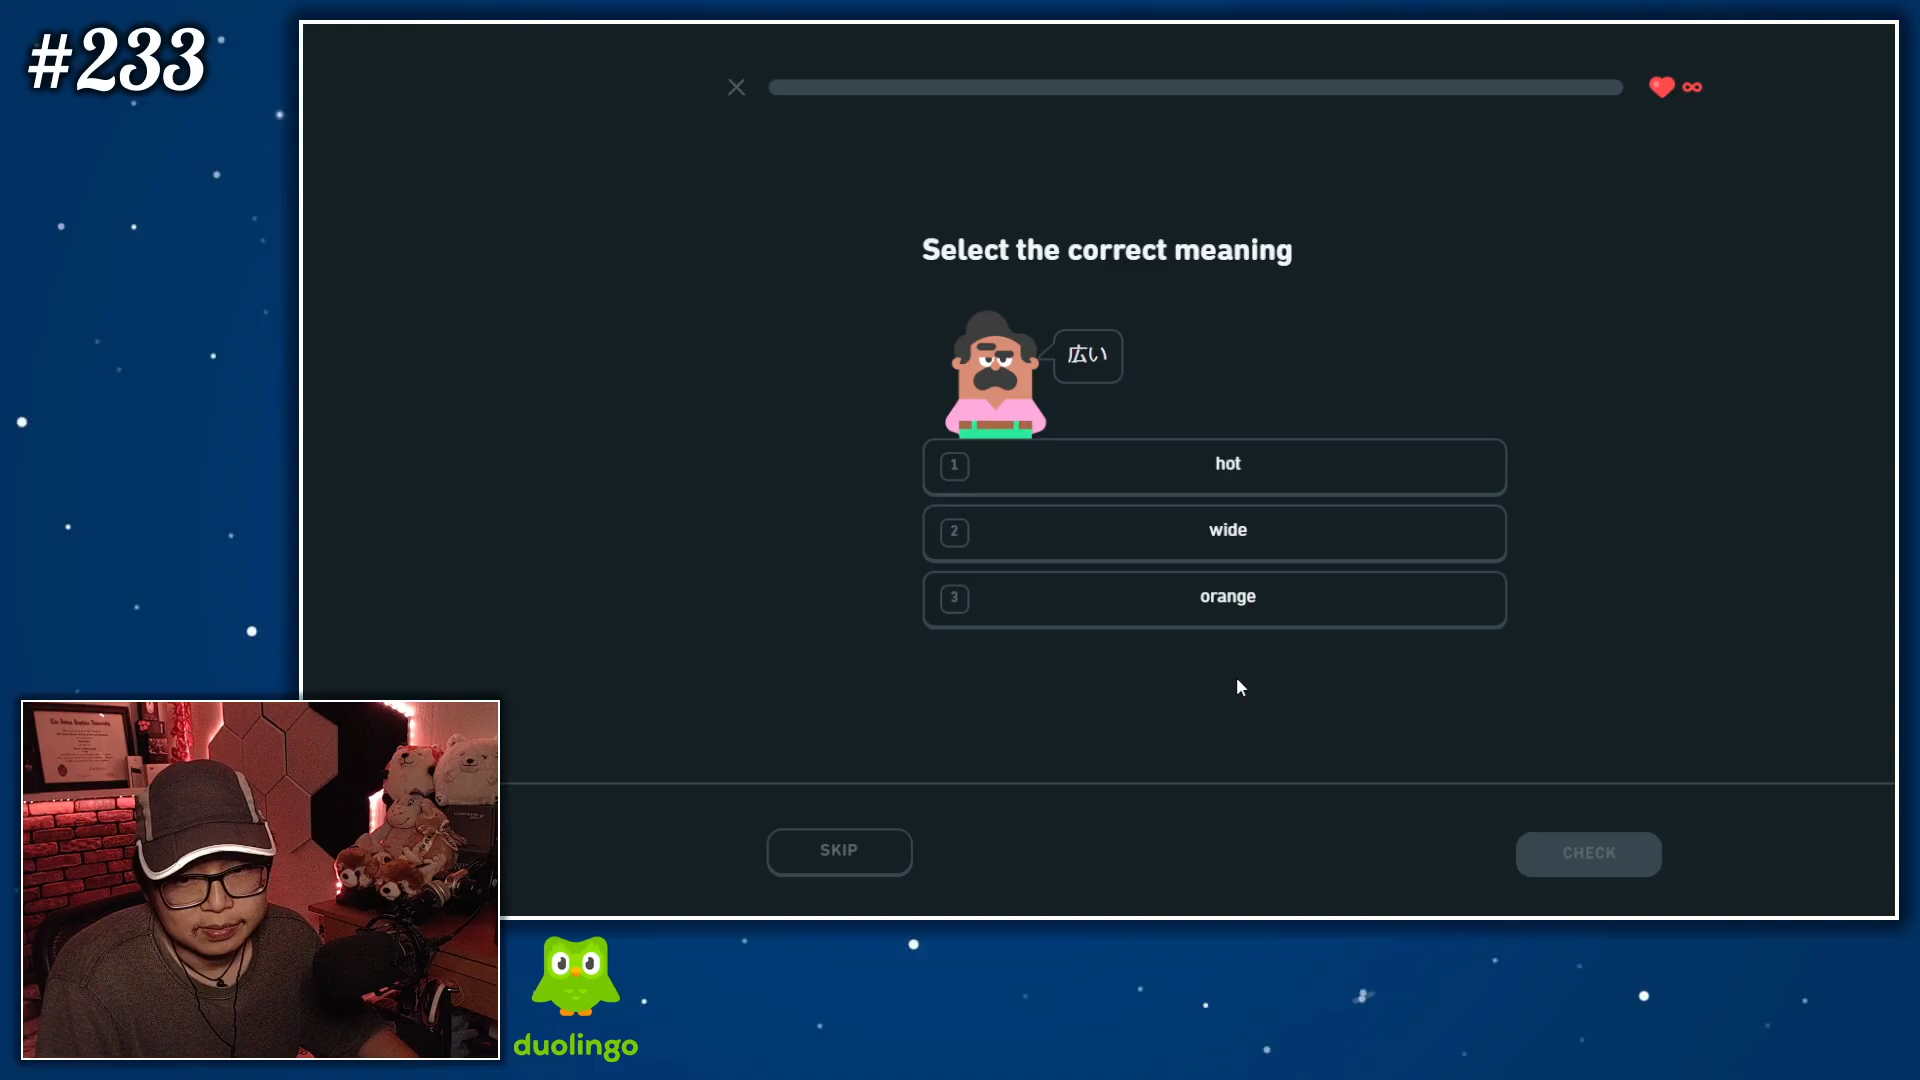 #233
∞
Select the correct meaning
広い
1 hot
2 wide
3 orange
SKIP
CHECK
duolingo